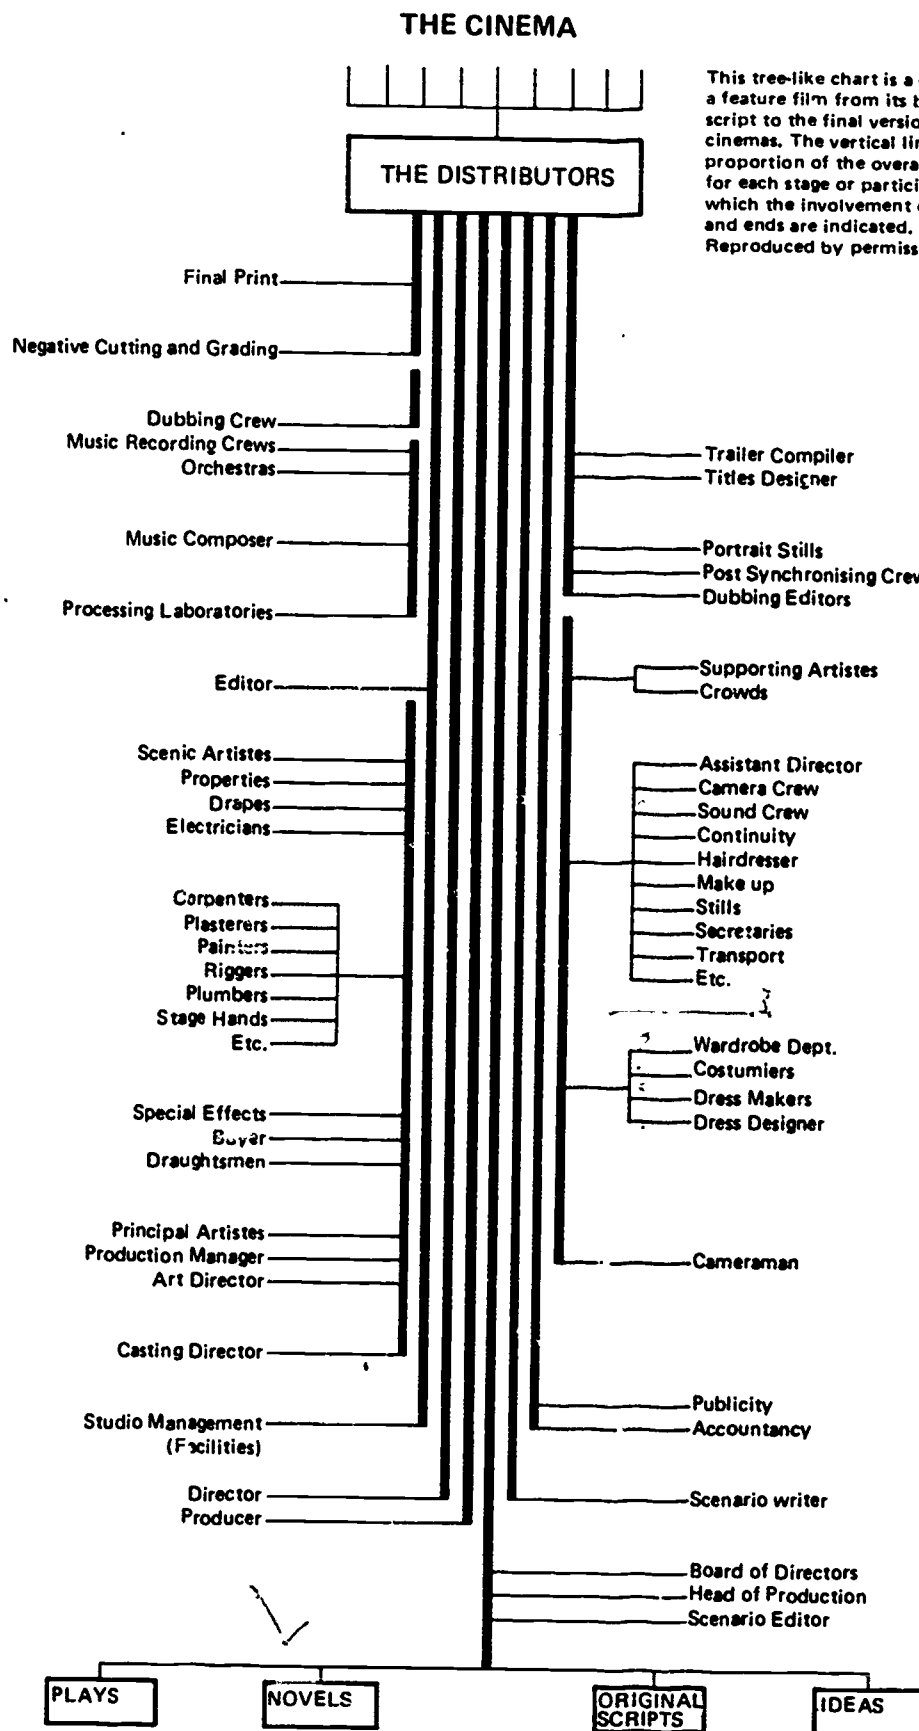 THE CINEMA
This tree-like chart is a
a feature film from its
script to the final
cinemas. The vertical
proportion of the
for each stage or
which the involvement
and ends are indicated.
Reproduced by
THE DISTRIBUTORS
Final Print
Negative Cutting and Grading
Dubbing Crew
Music Recording Crews
Orchestras
Music Composer
Processing Laboratories
Editor
Scenic Artistes
Properties
Drapes
Electricians
Carpenters
Plasterers
Painters
Riggers
Plumbers
Stage Hands
Etc.
Special Effects
Buyer
Draughtsmen
Principal Artistes
Production Manager
Art Director
Casting Director
Studio Management
(Facilities)
Director
Producer
Trailer Compiler
Titles Designer
Portrait Stills
Post Synchronising Crew
Dubbing Editors
Supporting Artistes
Crowds
Assistant Director
Camera Crew
Sound Crew
Continuity
Hairdresser
Make up
Stills
Secretaries
Transport
Etc.
Wardrobe Dept.
Costumiers
Dress Makers
Dress Designer
Cameraman
Publicity
Accountancy
Scenario writer
Board of Directors
Head of Production
Scenario Editor
PLAYS
NOVELS
ORIGINAL
SCRIPTS
IDEAS